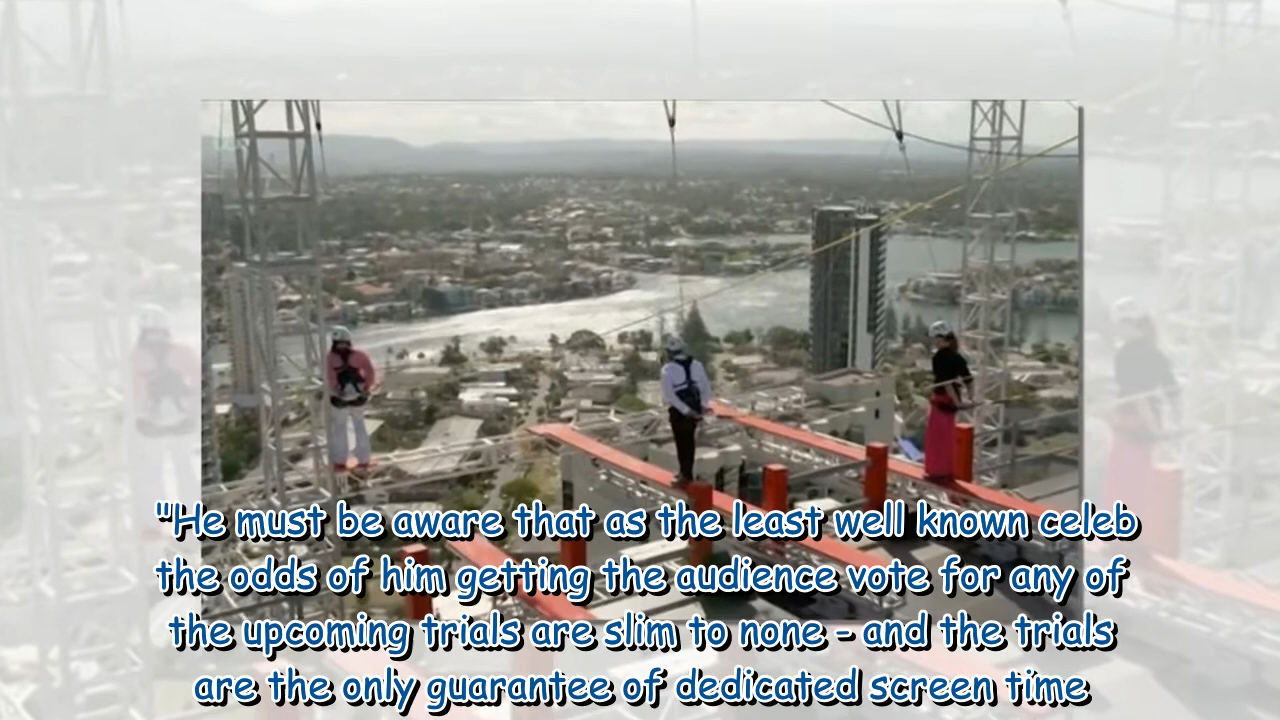 "He must be aware that as the least well known celeb
the odds of him getting the audience vote for any of
the upcoming trials are slim to none - and the trials
are the only guarantee of dedicated screen time